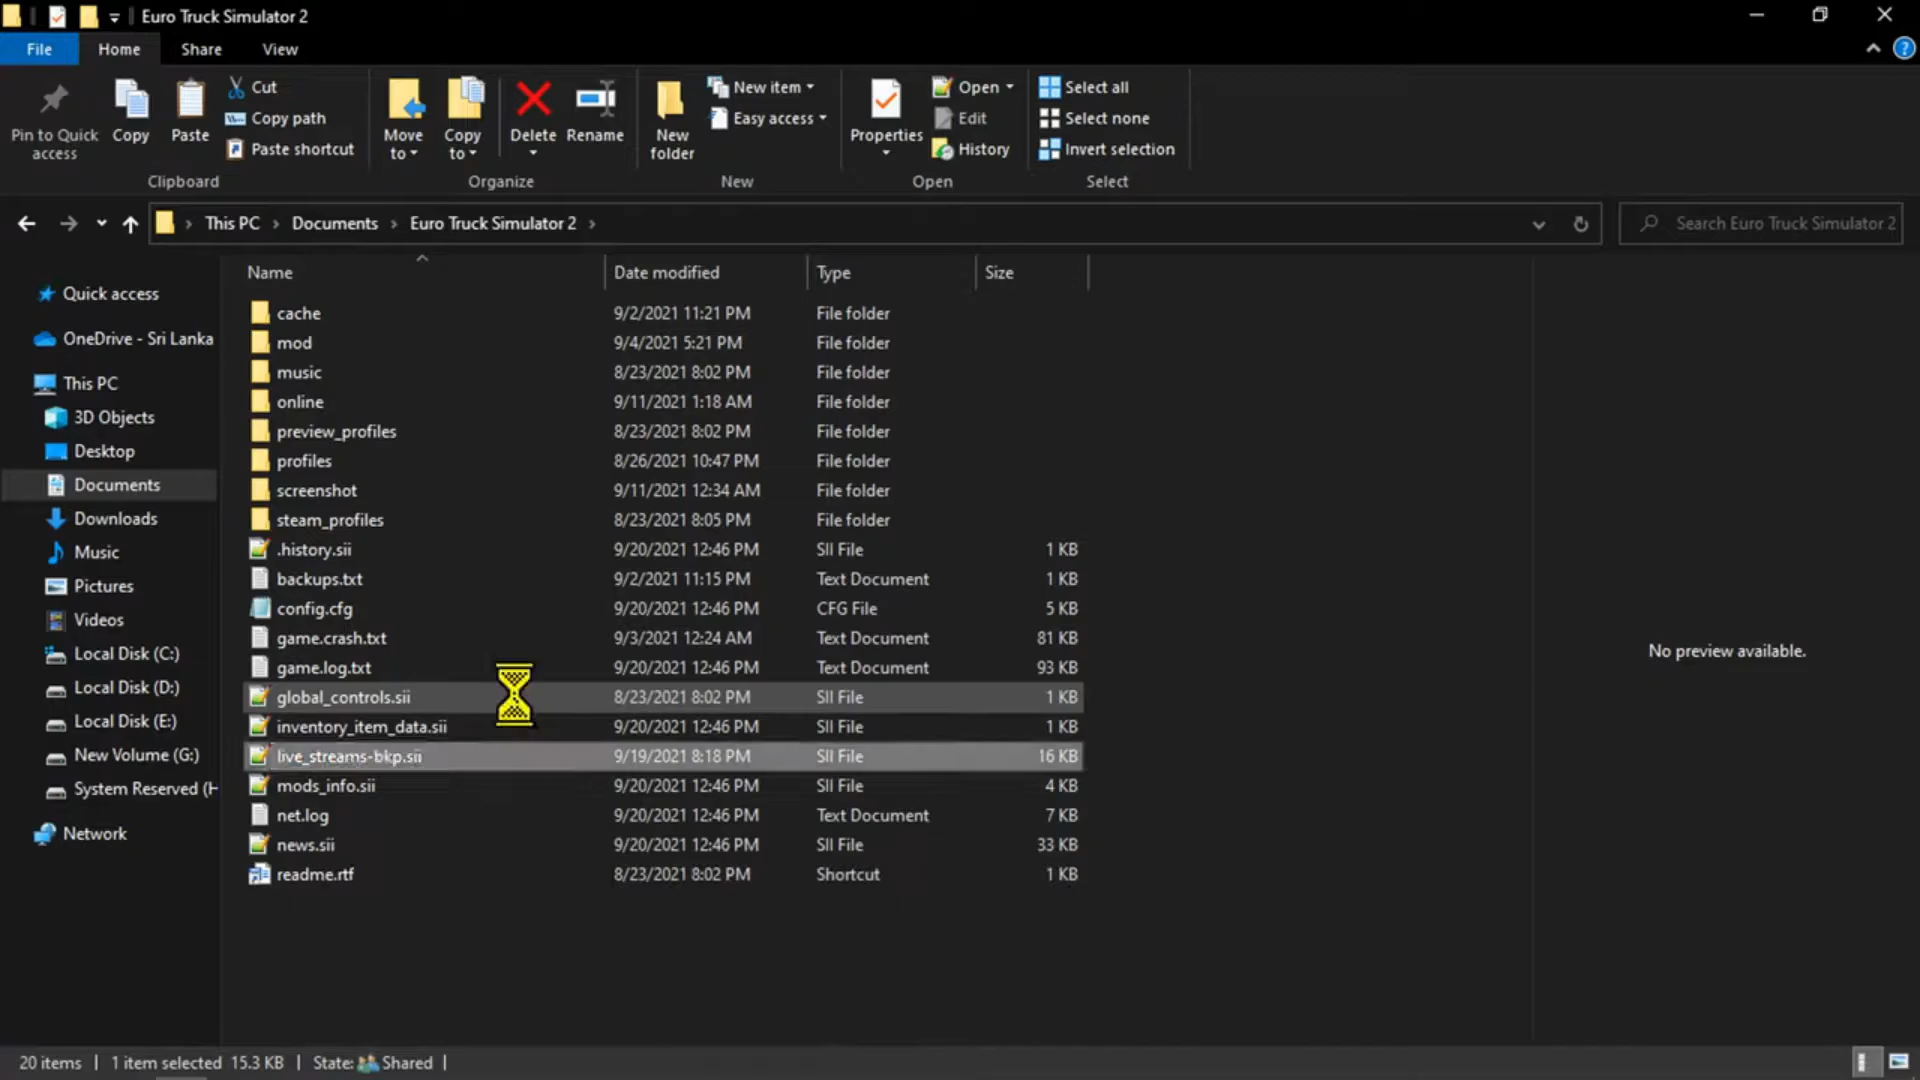 Euro Truck Simulator 2
File Home Share View
Pin to Quick access
Copy
Paste
Cut
Copy path
Paste shortcut
Clipboard
Move to
Copy to
Delete
Rename
Organize
New folder
New item
Easy access
New
Properties
Open
Edit
History
Open
Select all
Select none
Invert selection
Select
This PC Documents Euro Truck Simulator 2
Search Euro Truck Simulator 2
Quick access
OneDrive - Sri Lanka
This PC
3D Objects
Desktop
Documents
Downloads
Music
Pictures
Videos
Local Disk (C:)
Local Disk (D:)
Local Disk (E:)
New Volume (G:)
System Reserved (H
Network
Name Date modified Type Size
cache 9/2/2021 11:21 PM File folder
mod 9/4/2021 5:21 PM File folder
music 8/23/2021 8:02 PM File folder
online 9/11/2021 1:18 AM File folder
preview_profiles 8/23/2021 8:02 PM File folder
profiles 8/26/2021 10:47 PM File folder
screenshot 9/11/2021 12:34 AM File folder
steam_profiles 8/23/2021 8:05 PM File folder
.history.sii 9/20/2021 12:46 PM SII File 1 KB
backups.txt 9/2/2021 11:15 PM Text Document 1 KB
config.cfg 9/20/2021 12:46 PM CFG File 5 KB
game.crash.txt 9/3/2021 12:24 AM Text Document 81 KB
game.log.txt 9/20/2021 12:46 PM Text Document 93 KB
global_controls.sii 8/23/2021 8:02 PM SII File 1 KB
inventory_item_data.sii 9/20/2021 12:46 PM SII File 1 KB
live_streams-bkp.sii 9/19/2021 8:18 PM SII File 16 KB
mods_info.sii 9/20/2021 12:46 PM SII File 4 KB
net.log 9/20/2021 12:46 PM Text Document 7 KB
news.sii 9/20/2021 12:46 PM SII File 33 KB
readme.rtf 8/23/2021 8:02 PM Shortcut 1 KB
No preview available.
20 items 1 item selected 15.3 KB State: Shared